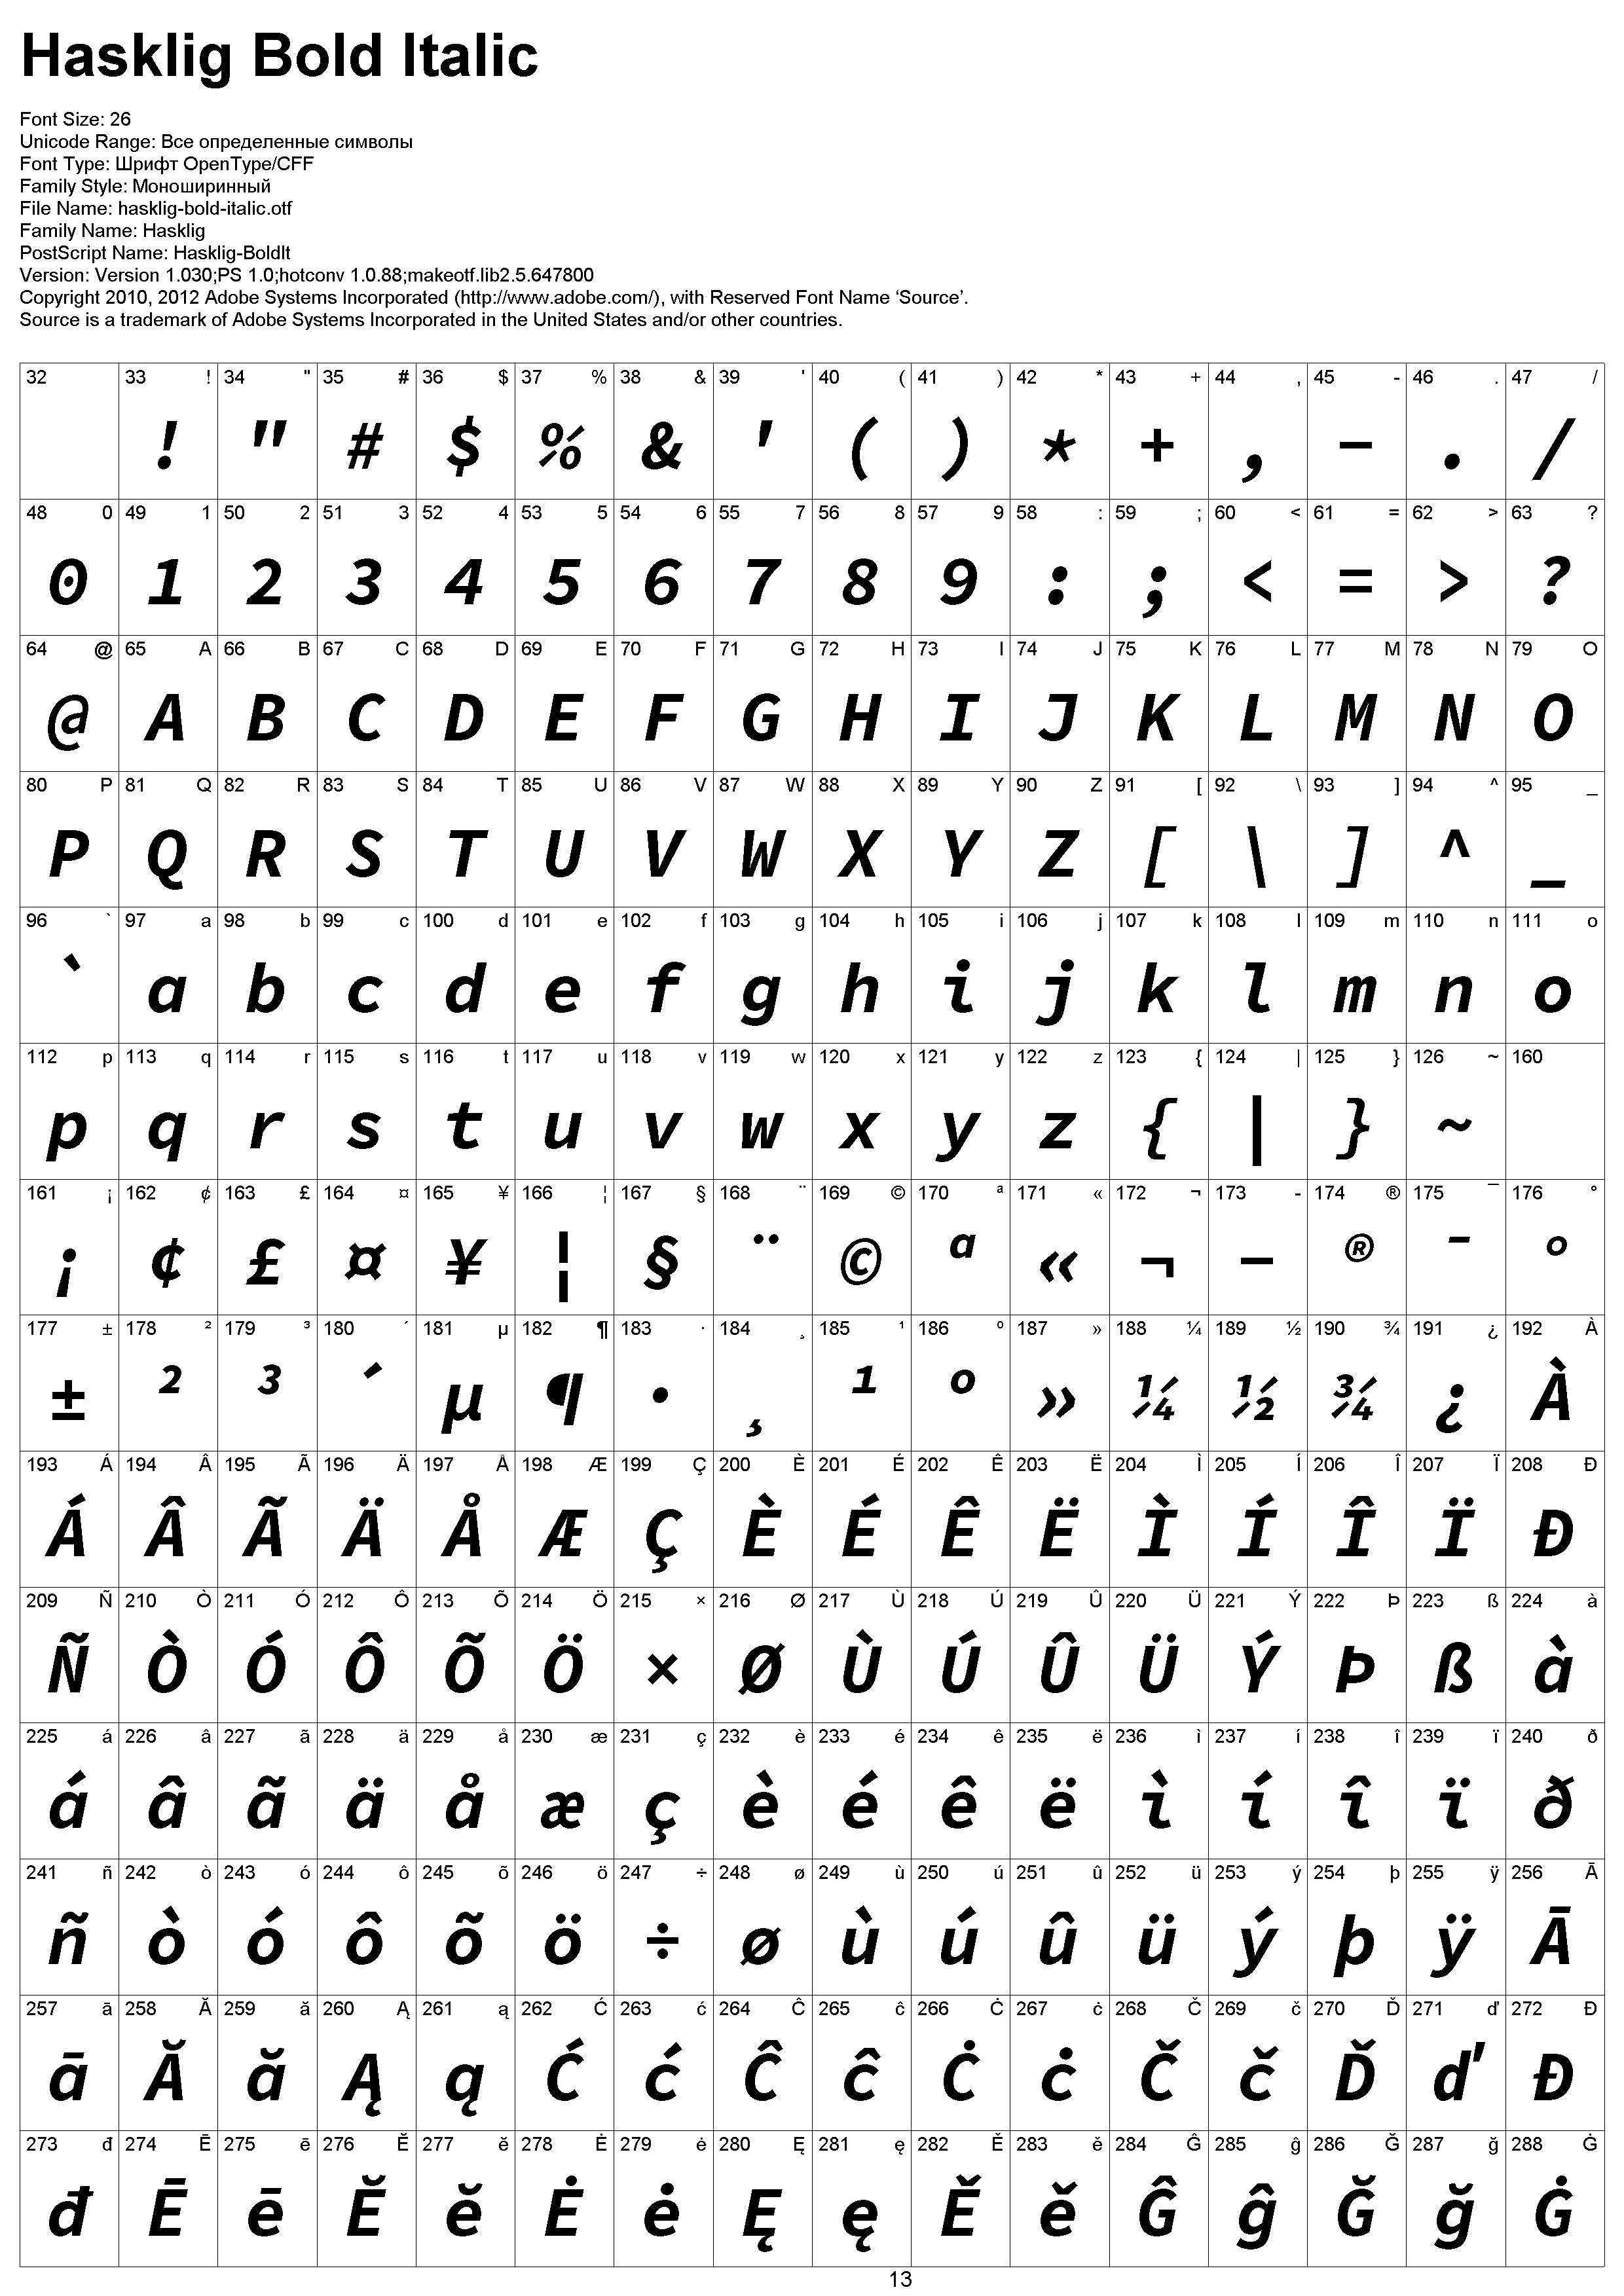 Hasklig Bold Italic
Font Size: 26
Unicode Range: Все определенные символы
Font Type: Шрифт OpenType/CFF
Family Style: Моноширинный
File Name: hasklig-bold-italic.otf
Family Name: Hasklig
PostScript Name: Hasklig-BoldIt
Version: Version 1.030;PS 1.0;hotconv 1.0.88;makeotf.lib2.5.647800
Copyright 2010, 2012 Adobe Systems Incorporated (http://www.adobe.com/), with Reserved Font Name ‘Source’.
Source is a trademark of Adobe Systems Incorporated in the United States and/or other countries.
32 33 ! 34 " 35 # 36 $ 37 % 38 & 39 ' 40 ( 41 ) 42 * 43 + 44 , 45 - 46 . 47 /
! " # $ % & ' ( ) * + , - . /
48 0 49 1 50 2 51 3 52 4 53 5 54 6 55 7 56 8 57 9 58 : 59 ; 60 < 61 = 62 > 63 ?
0 1 2 3 4 5 6 7 8 9 : ; < = > ?
64 @ 65 A 66 B 67 C 68 D 69 E 70 F 71 G 72 H 73 I 74 J 75 K 76 L 77 M 78 N 79 O
@ A B C D E F G H I J K L M N O
80 P 81 Q 82 R 83 S 84 T 85 U 86 V 87 W 88 X 89 Y 90 Z 91 [ 92 \ 93 ] 94 ^ 95 _
P Q R S T U V W X Y Z [ \ ] ^ _
96 ` 97 a 98 b 99 c 100 d 101 e 102 f 103 g 104 h 105 i 106 j 107 k 108 l 109 m 110 n 111 o
` a b c d e f g h i j k l m n o
112 p 113 q 114 r 115 s 116 t 117 u 118 v 119 w 120 x 121 y 122 z 123 { 124 | 125 } 126 ~ 160
p q r s t u v w x y z { | } ~
161 ¡ 162 ¢ 163 £ 164 ¤ 165 ¥ 166 ¦ 167 § 168 ¨ 169 © 170 ª 171 « 172 ¬ 173 - 174 ® 175 ¯ 176 °
¡ ¢ £ ¤ ¥ ¦ § ¨ © ª « ¬ - ® ¯ °
177 ± 178 ² 179 ³ 180 ´ 181 µ 182 ¶ 183 · 184 ¸ 185 ¹ 186 º 187 » 188 ¼ 189 ½ 190 ¾ 191 ¿ 192 À
± ² ³ ´ µ ¶ · ¸ ¹ º » ¼ ½ ¾ ¿ À
193 Á 194 Â 195 Ã 196 Ä 197 Å 198 Æ 199 Ç 200 È 201 É 202 Ê 203 Ë 204 Ì 205 Í 206 Î 207 Ï 208 Ð
Á Â Ã Ä Å Æ Ç È É Ê Ë Ì Í Î Ï Ð
209 Ñ 210 Ò 211 Ó 212 Ô 213 Õ 214 Ö 215 × 216 Ø 217 Ù 218 Ú 219 Û 220 Ü 221 Ý 222 Þ 223 ß 224 à
Ñ Ò Ó Ô Õ Ö × Ø Ù Ú Û Ü Ý Þ ß à
225 á 226 â 227 ã 228 ä 229 å 230 æ 231 ç 232 è 233 é 234 ê 235 ë 236 ì 237 í 238 î 239 ï 240 ð
á â ã ä å æ ç è é ê ë ì í î ï ð
241 ñ 242 ò 243 ó 244 ô 245 õ 246 ö 247 ÷ 248 ø 249 ù 250 ú 251 û 252 ü 253 ý 254 þ 255 ÿ 256 Ā
ñ ò ó ô õ ö ÷ ø ù ú û ü ý þ ÿ Ā
257 ā 258 Ă 259 ă 260 Ą 261 ą 262 Ć 263 ć 264 Ĉ 265 ĉ 266 Ċ 267 ċ 268 Č 269 č 270 Ď 271 ď 272 Đ
ā Ă ă Ą ą Ć ć Ĉ ĉ Ċ ċ Č č Ď ď Đ
273 đ 274 Ē 275 ē 276 Ĕ 277 ĕ 278 Ė 279 ė 280 Ę 281 ę 282 Ě 283 ě 284 Ĝ 285 ĝ 286 Ğ 287 ğ 288 Ġ
đ Ē ē Ĕ ĕ Ė ė Ę ę Ě ě Ĝ ĝ Ğ ğ Ġ
13